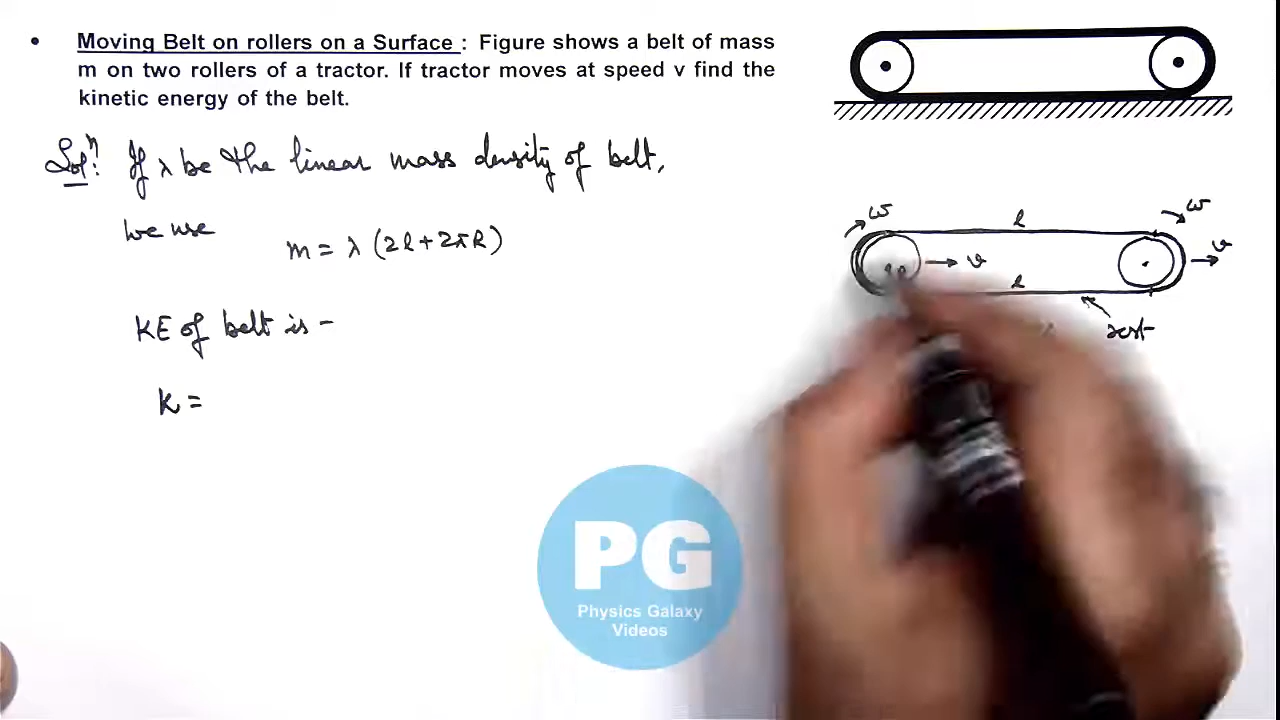 • Moving Belt on rollers on a Surface : Figure shows a belt of mass
m on two rollers of a tractor. If tractor moves at speed v find the
kinetic energy of the belt.
Solⁿ: If λ be the linear mass density of belt,
we use
m = λ (2l + 2πR)
KE of belt is –
K =
ω
l
ω
v
v
l
rest
PG
Physics Galaxy
Videos